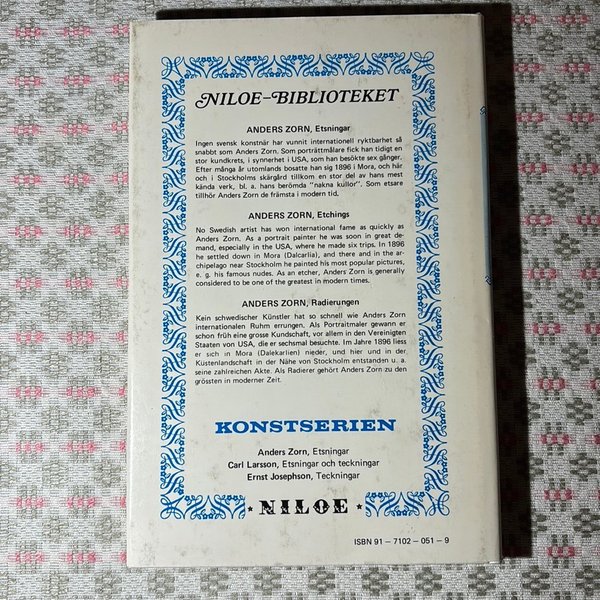 NILOE-BIBLIOTEKET
ANDERS ZORN, Etsningar
Ingen svensk konstnär har vunnit internationell ryktbarhet så
snabbt som Anders Zorn. Som porträttmålare fick han tidigt en
stor kundkrets, i synnerhet i USA, som han besökte sex gånger.
Efter många år utomlands bosatte han sig 1896 i Mora, och här
och i Stockholms skärgård tillkom en stor del av hans mest
kända verk, bl. a. hans berömda "nakna kullor". Som etsare
tillhör Anders Zorn de främsta i modern tid.
ANDERS ZORN, Etchings
No Swedish artist has won international fame as quickly as
Anders Zorn. As a portrait painter he was soon in great de-
mand, especially in the USA, where he made six trips. In 1896
he settled down in Mora (Dalcarlia), and there and in the ar-
chipelago near Stockholm he painted his most popular pictures,
e. g. his famous nudes. As an etcher, Anders Zorn is generally
considered to be one of the greatest in modern times.
ANDERS ZORN, Radierungen
Kein schwedischer Künstler hat so schnell wie Anders Zorn
internationalen Ruhm errungen. Als Portraitmaler gewann er
schon früh eine grosse Kundschaft, vor allem in den Vereinigten
Staaten von USA, die er sechsmal besuchte. Im Jahre 1896 liess
er sich in Mora (Dalekarlien) nieder, und hier und in der
Küstenlandschaft in der Nähe von Stockholm entstanden u. a.
seine zahlreichen Akte. Als Radierer gehört Anders Zorn zu den
grössten in moderner Zeit.
KONSTSERIEN
Anders Zorn, Etsningar
Carl Larsson, Etsningar och teckningar
Ernst Josephson, Teckningar
★ NILOE ★
ISBN 91 – 7102 – 051 – 9